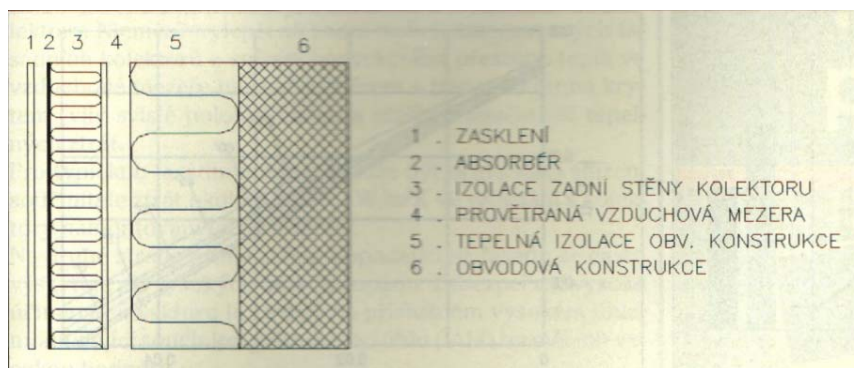 1 2 3 4 5 6
1 . ZASKLENÍ
2 . ABSORBÉR
3 . IZOLACE ZADNÍ STĚNY KOLEKTORU
4 . PROVĚTRANÁ VZDUCHOVÁ MEZERA
5 . TEPELNÁ IZOLACE OBV. KONSTRUKCE
6 . OBVODOVÁ KONSTRUKCE